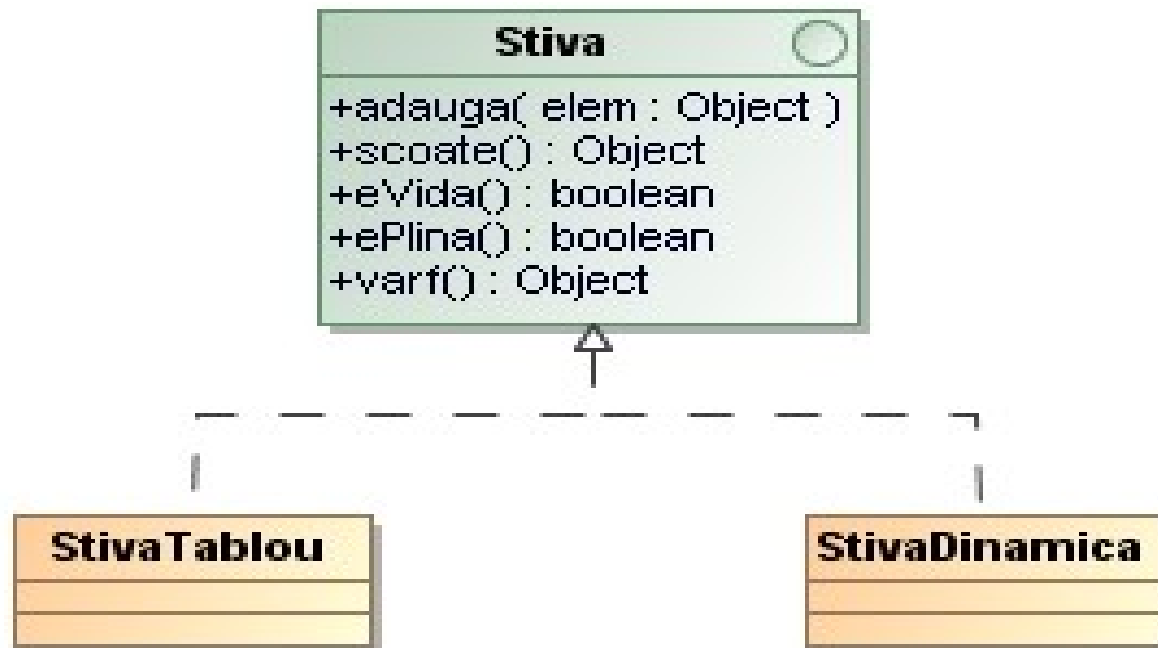 Stiva
+adauga( elem : Object )
+scoate() : Object
+eVida() : boolean
+ePlina() : boolean
+varf() : Object
StivaTablou
StivaDinamica